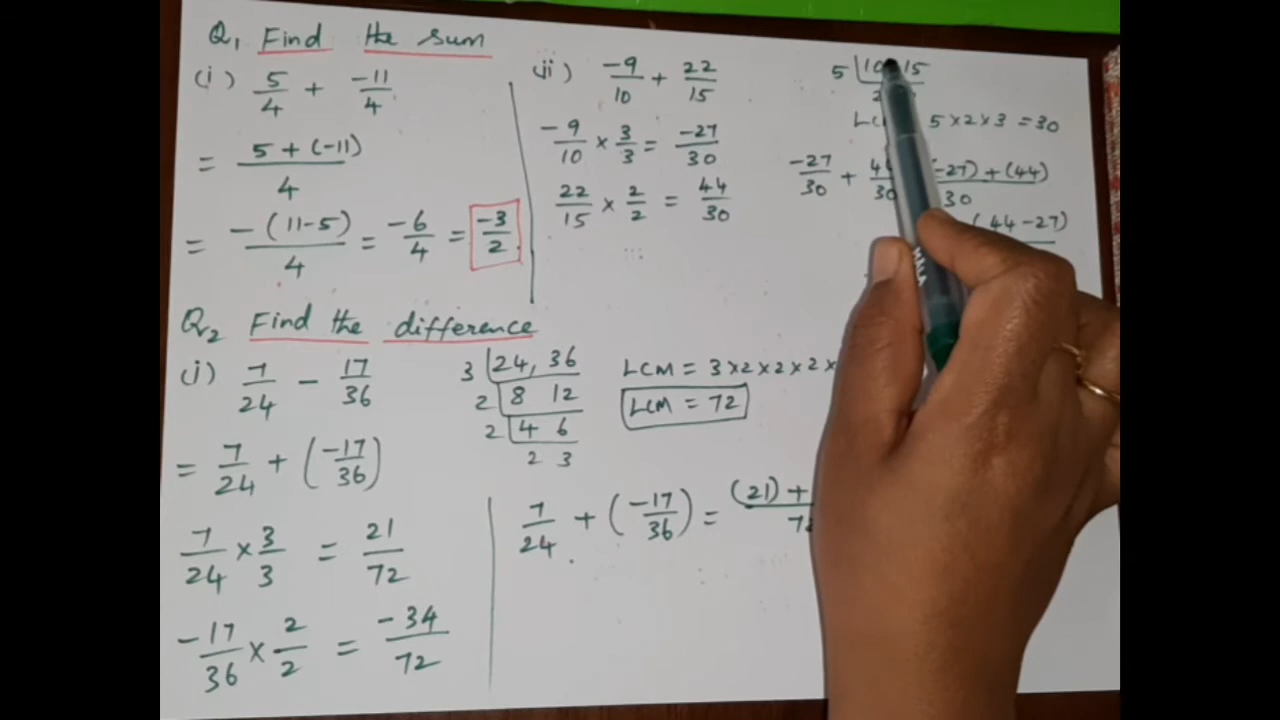 Q1 Find the sum
(i) 5/4 + -11/4
= 5 + (-11) / 4
= -(11-5)/4 = -6/4 = -3/2
(ii) -9/10 + 22/15
-9/10 × 3/3 = -27/30
22/15 × 2/2 = 44/30
5 | 10 15
2
LC 5×2×3 = 30
-27/30 + 4 /30 (-27) + (44) / 30
44-27)
Q2 Find the difference
(i) 7/24 - 17/36
= 7/24 + (-17/36)
7/24 × 3/3 = 21/72
-17/36 × 2/2 = -34/72
3 | 24, 36
2 | 8 12
2 | 4 6
2 3
LCM = 3×2×2×2×
LCM = 72
7/24 + (-17/36) = (21) + / 7